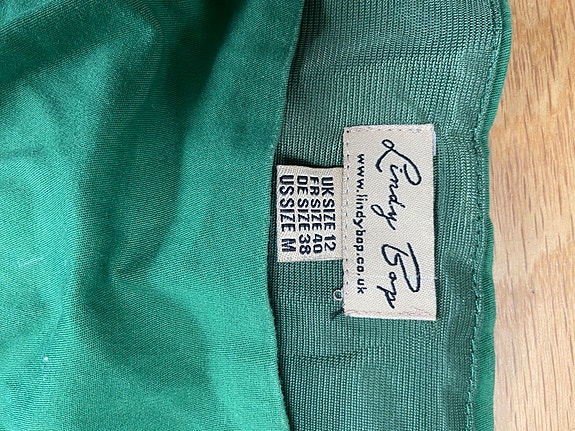 Lindy Bop
www.lindybop.co.uk
UK SIZE 12
FR SIZE 40
DE SIZE 38
US SIZE M